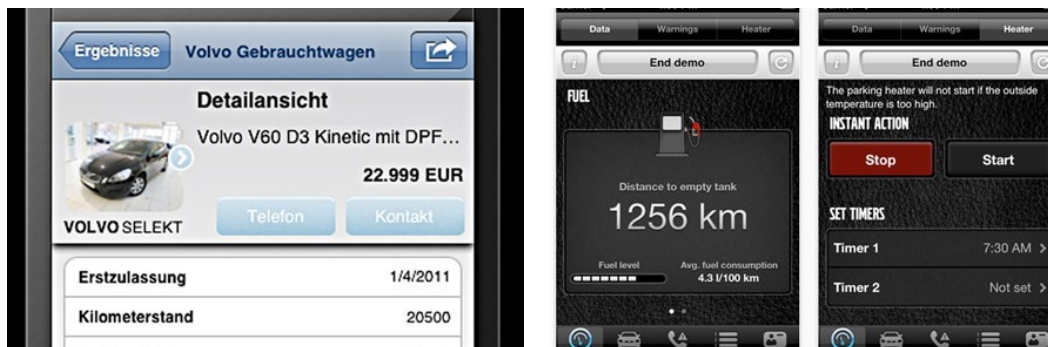 Ergebnisse
Volvo Gebrauchtwagen
Detailansicht
Volvo V60 D3 Kinetic mit DPF...
22.999 EUR
VOLVO SELEKT
Telefon
Kontakt
Erstzulassung 1/4/2011
Kilometerstand 20500
Data Warnings Heater
End demo
FUEL
Distance to empty tank
1256 km
Fuel level
Avg. fuel consumption
4.3 l/100 km
Data Warnings Heater
End demo
The parking heater will not start if the outside
temperature is too high.
INSTANT ACTION
Stop Start
SET TIMERS
Timer 1 7:30 AM
Timer 2 Not set